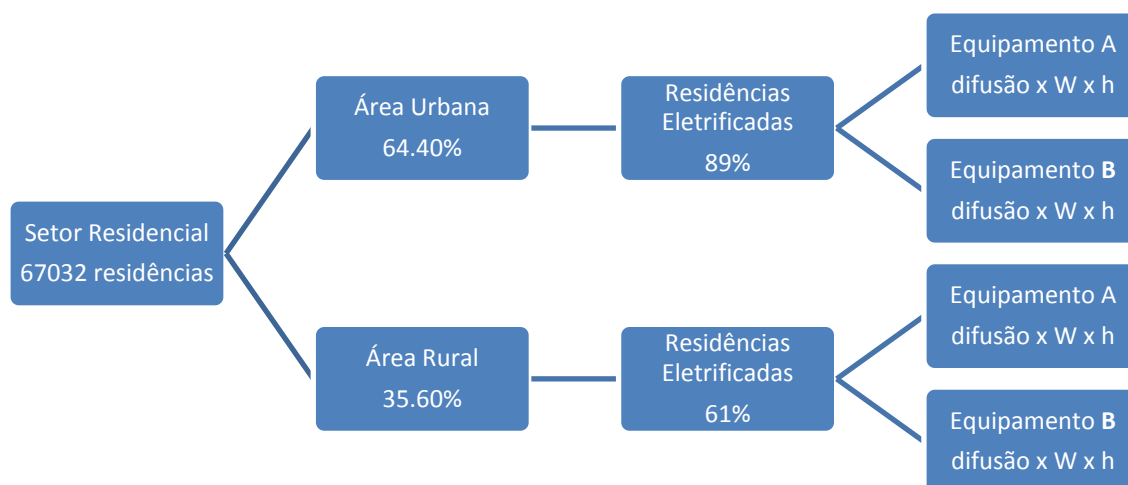 Setor Residencial
67032 residências
Área Urbana
64.40%
Residências
Eletrificadas
89%
Equipamento A
difusão x W x h
Equipamento B
difusão x W x h
Área Rural
35.60%
Residências
Eletrificadas
61%
Equipamento A
difusão x W x h
Equipamento B
difusão x W x h